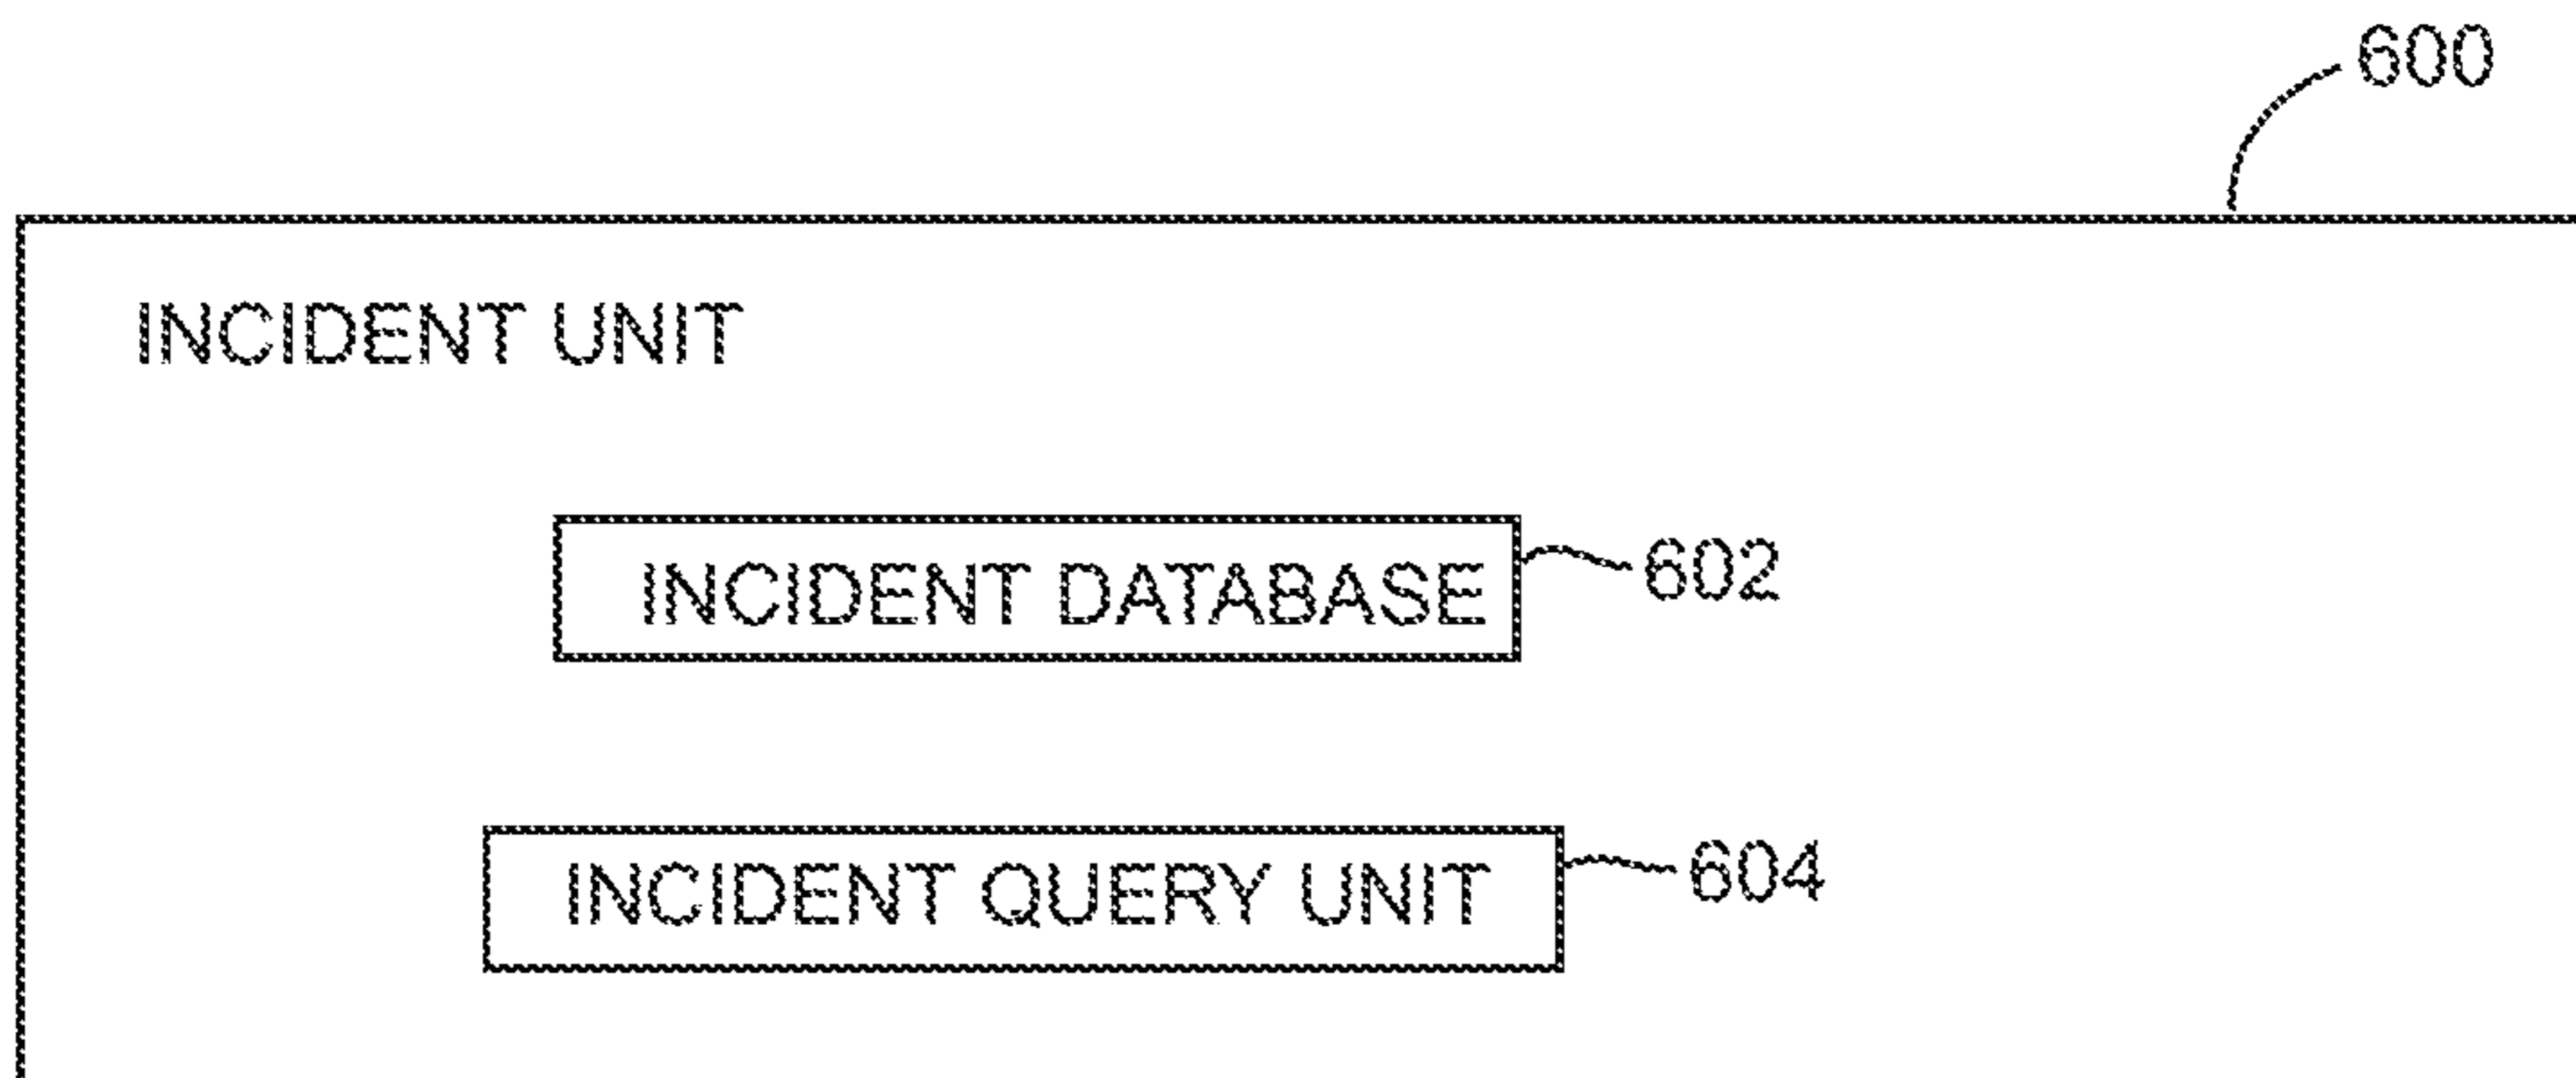 600
INCIDENT UNIT
INCIDENT DATABASE 602
INCIDENT QUERY UNIT 604